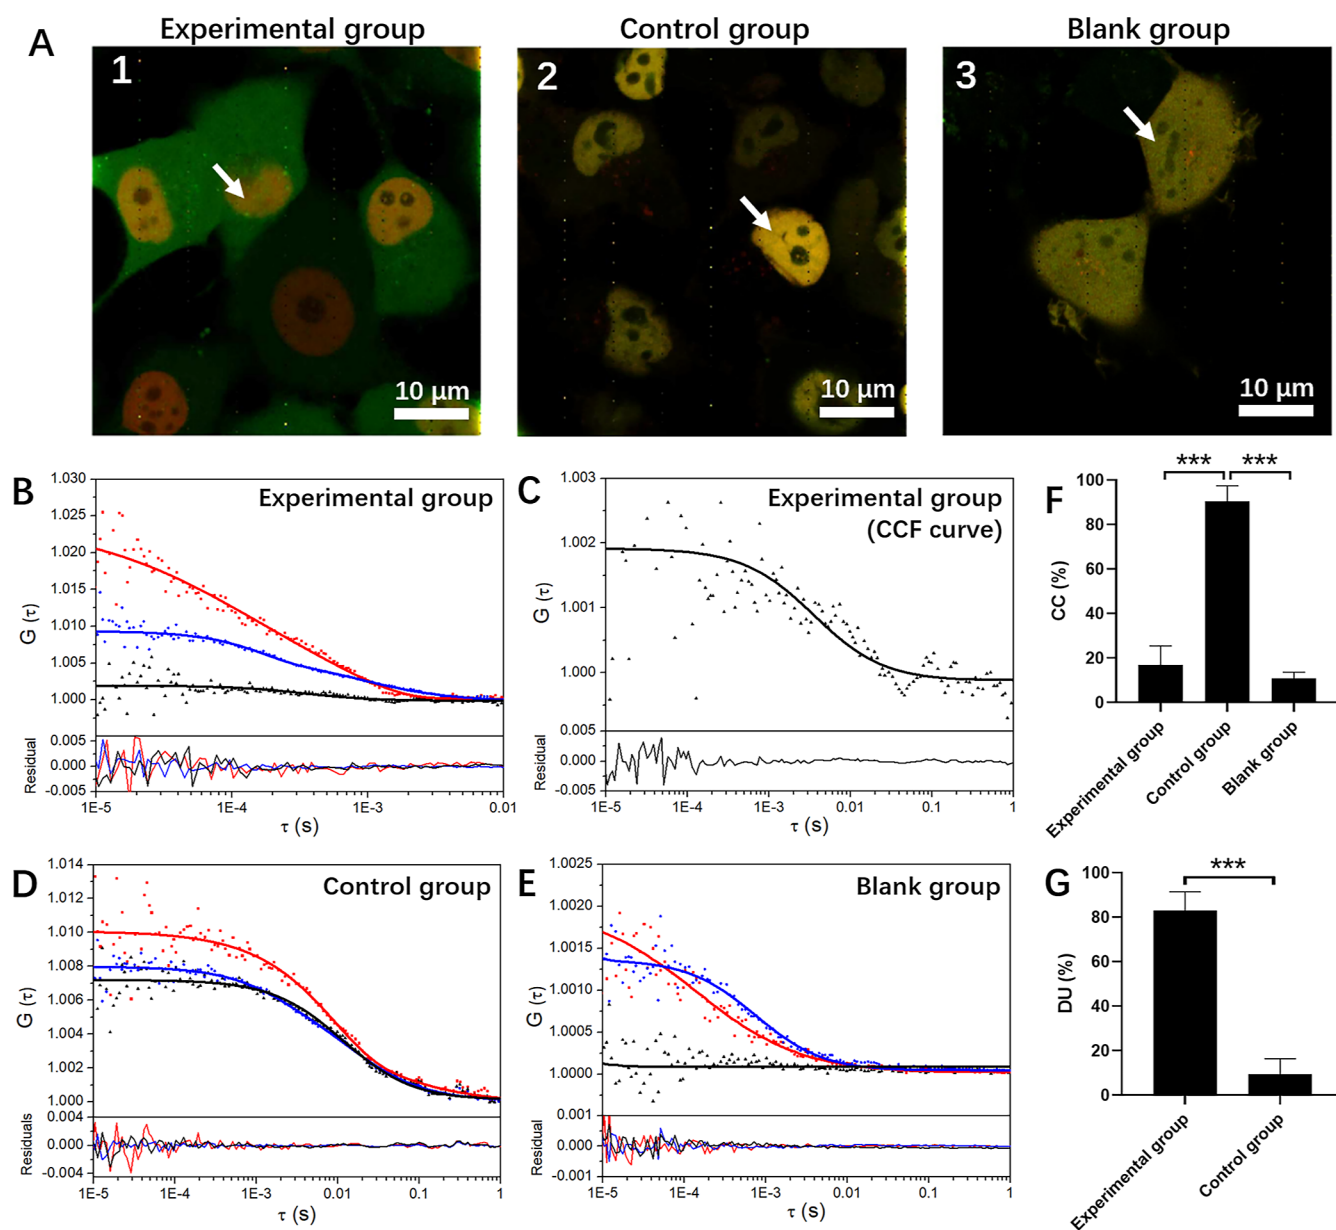 A
Experimental group
Control group
Blank group
1
2
3
10 μm
10 μm
10 μm
B
Experimental group
1.030
1.025
1.020
1.015
1.010
1.005
1.000
G (τ)
0.005
0.000
-0.005
Residual
1E-5
1E-4
1E-3
0.01
τ (s)
C
Experimental group
(CCF curve)
1.003
1.002
1.001
1.000
G (τ)
0.005
0.000
-0.005
Residual
1E-5
1E-4
1E-3
0.01
0.1
1
τ (s)
F
***
***
100
80
60
40
20
0
CC (%)
Experimental group
Control group
Blank group
D
Control group
1.014
1.012
1.010
1.008
1.006
1.004
1.002
1.000
G (τ)
0.004
0.000
-0.004
Residuals
1E-5
1E-4
1E-3
0.01
0.1
1
τ (s)
E
Blank group
1.0025
1.0020
1.0015
1.0010
1.0005
1.0000
G (τ)
0.001
0.000
-0.001
Residuals
1E-5
1E-4
1E-3
0.01
0.1
1
τ (s)
G
***
100
80
60
40
20
0
DU (%)
Experimental group
Control group